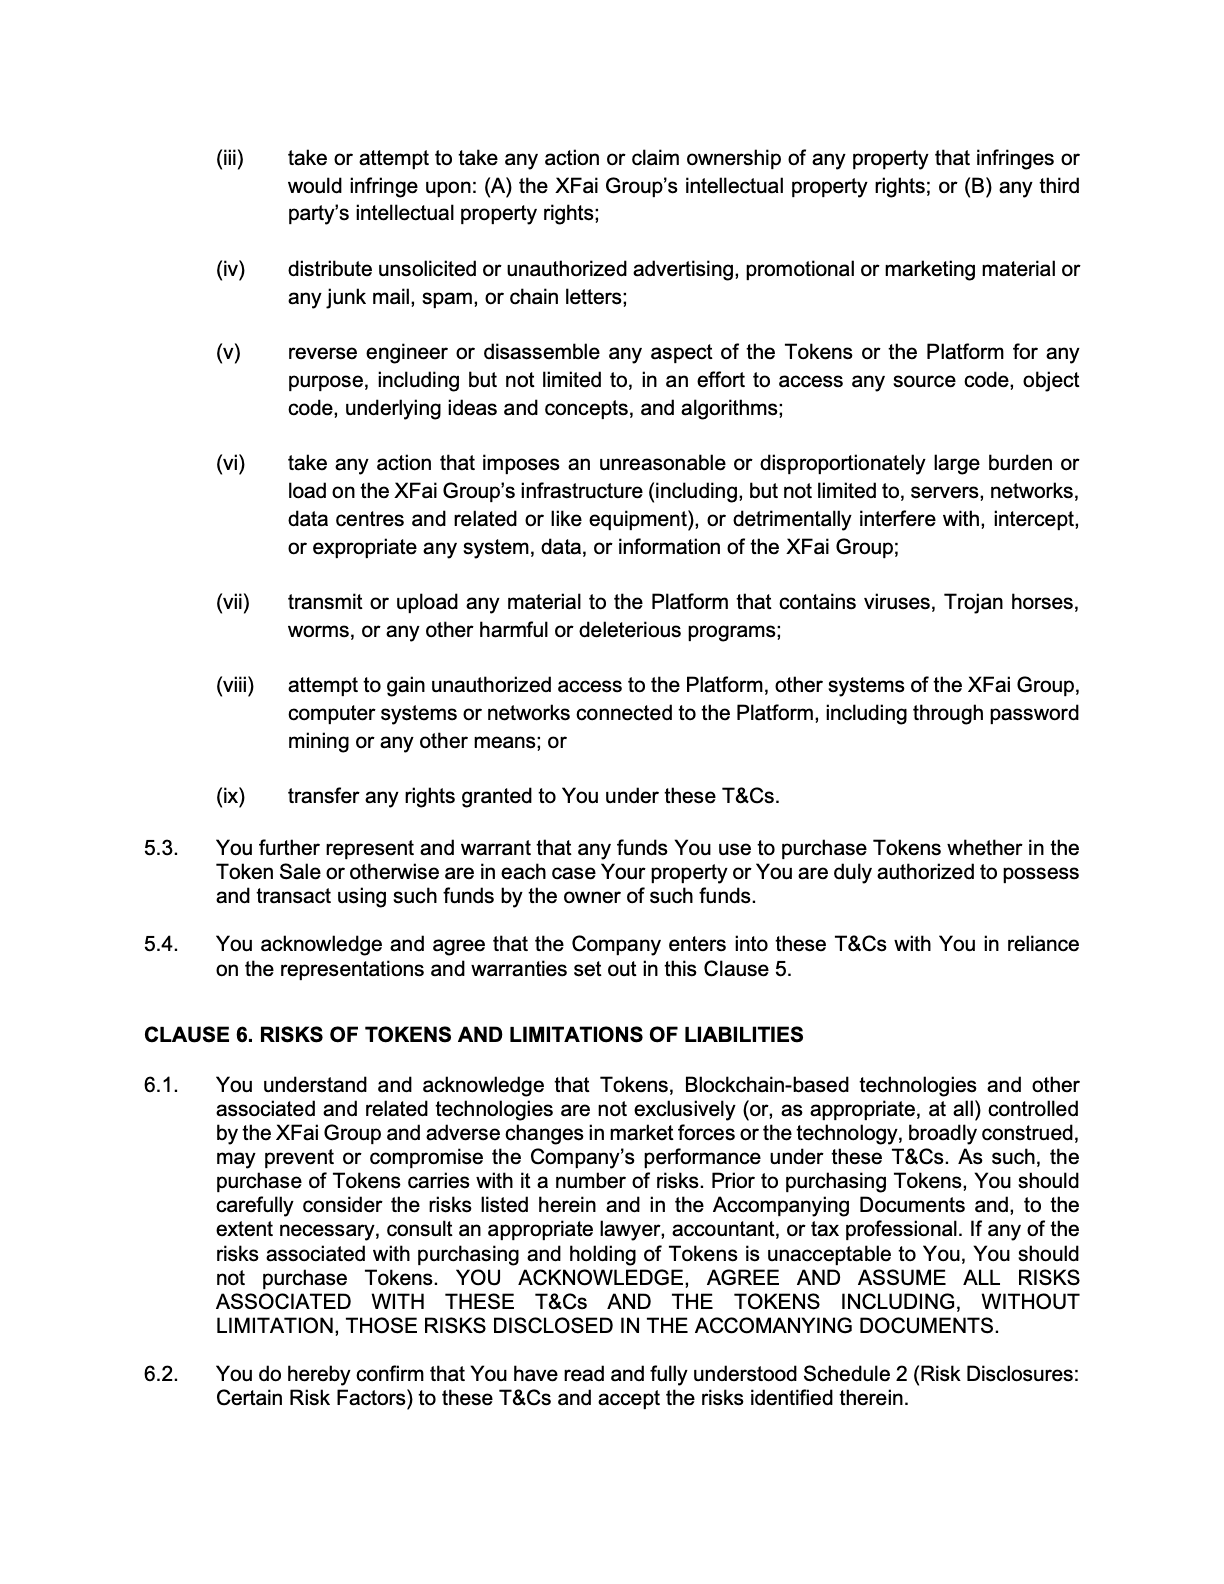 (iii) take or attempt to take any action or claim ownership of any property that infringes or
would infringe upon: (A) the XFai Group’s intellectual property rights; or (B) any third
party’s intellectual property rights;
(iv) distribute unsolicited or unauthorized advertising, promotional or marketing material or
any junk mail, spam, or chain letters;
(v) reverse engineer or disassemble any aspect of the Tokens or the Platform for any
purpose, including but not limited to, in an effort to access any source code, object
code, underlying ideas and concepts, and algorithms;
(vi) take any action that imposes an unreasonable or disproportionately large burden or
load on the XFai Group’s infrastructure (including, but not limited to, servers, networks,
data centres and related or like equipment), or detrimentally interfere with, intercept,
or expropriate any system, data, or information of the XFai Group;
(vii) transmit or upload any material to the Platform that contains viruses, Trojan horses,
worms, or any other harmful or deleterious programs;
(viii) attempt to gain unauthorized access to the Platform, other systems of the XFai Group,
computer systems or networks connected to the Platform, including through password
mining or any other means; or
(ix) transfer any rights granted to You under these T&Cs.
5.3. You further represent and warrant that any funds You use to purchase Tokens whether in the
Token Sale or otherwise are in each case Your property or You are duly authorized to possess
and transact using such funds by the owner of such funds.
5.4. You acknowledge and agree that the Company enters into these T&Cs with You in reliance
on the representations and warranties set out in this Clause 5.
CLAUSE 6. RISKS OF TOKENS AND LIMITATIONS OF LIABILITIES
6.1. You understand and acknowledge that Tokens, Blockchain-based technologies and other
associated and related technologies are not exclusively (or, as appropriate, at all) controlled
by the XFai Group and adverse changes in market forces or the technology, broadly construed,
may prevent or compromise the Company’s performance under these T&Cs. As such, the
purchase of Tokens carries with it a number of risks. Prior to purchasing Tokens, You should
carefully consider the risks listed herein and in the Accompanying Documents and, to the
extent necessary, consult an appropriate lawyer, accountant, or tax professional. If any of the
risks associated with purchasing and holding of Tokens is unacceptable to You, You should
not purchase Tokens. YOU ACKNOWLEDGE, AGREE AND ASSUME ALL RISKS
ASSOCIATED WITH THESE T&Cs AND THE TOKENS INCLUDING, WITHOUT
LIMITATION, THOSE RISKS DISCLOSED IN THE ACCOMANYING DOCUMENTS.
6.2. You do hereby confirm that You have read and fully understood Schedule 2 (Risk Disclosures:
Certain Risk Factors) to these T&Cs and accept the risks identified therein.